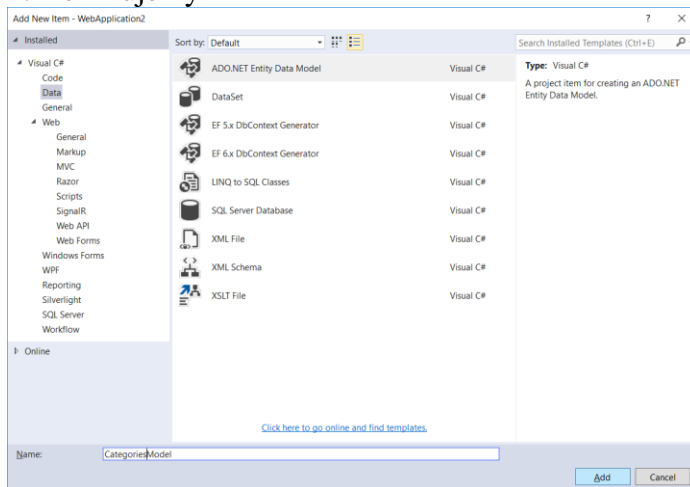 Add New Item - WebApplication2
? X
Installed
Sort by: Default
Search Installed Templates (Ctrl+E)
Visual C#
Code
Data
General
Web
General
Markup
MVC
Razor
Scripts
SignalR
Web API
Web Forms
Windows Forms
WPF
Reporting
Silverlight
SQL Server
Workflow
Online
ADO.NET Entity Data Model Visual C#
DataSet Visual C#
EF 5.x DbContext Generator Visual C#
EF 6.x DbContext Generator Visual C#
LINQ to SQL Classes Visual C#
SQL Server Database Visual C#
XML File Visual C#
XML Schema Visual C#
XSLT File Visual C#
Type: Visual C#
A project item for creating an ADO.NET
Entity Data Model.
Click here to go online and find templates.
Name: CategoriesModel
Add Cancel